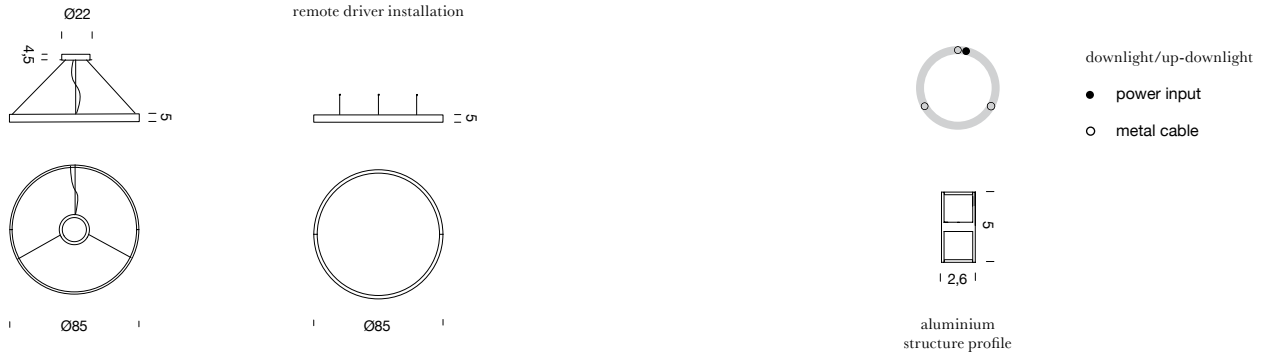 Ø22
4,5
5
Ø85
remote driver installation
5
Ø85
downlight/up-downlight
power input
metal cable
5
2,6
aluminium
structure profile